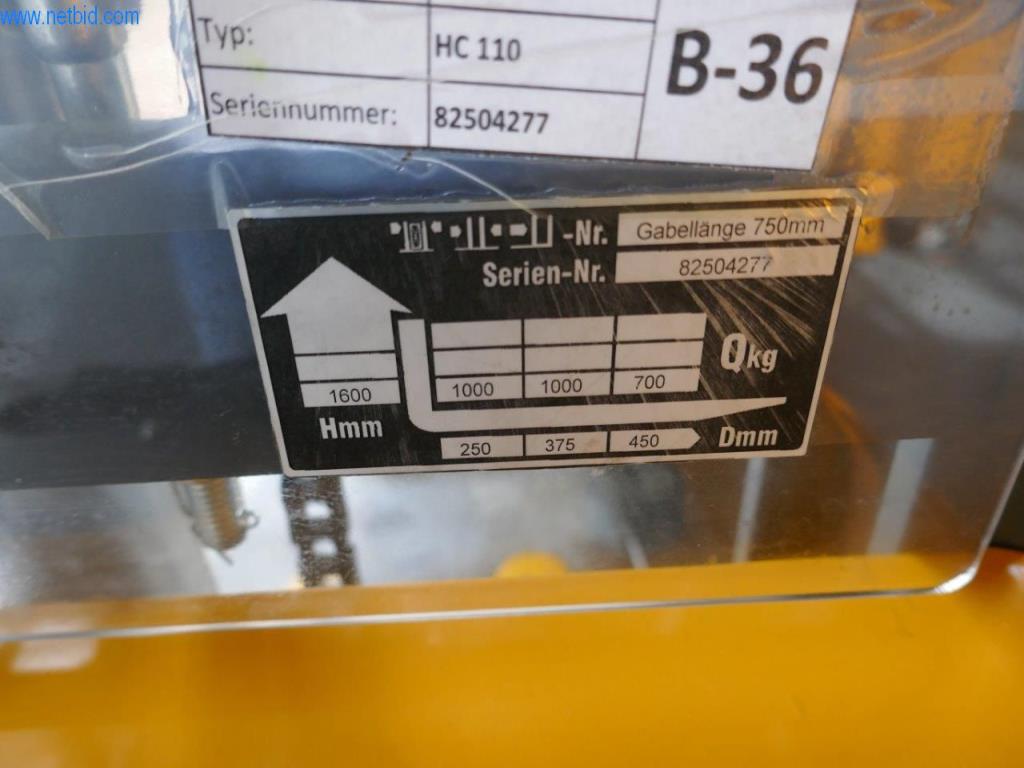 www.netbid.com
Typ: HC 110 B-36
Seriennummer: 82504277
-Nr. Gabellänge 750mm
Serien-Nr. 82504277
Qkg
1600 1000 1000 700
Hmm
250 375 450 Dmm